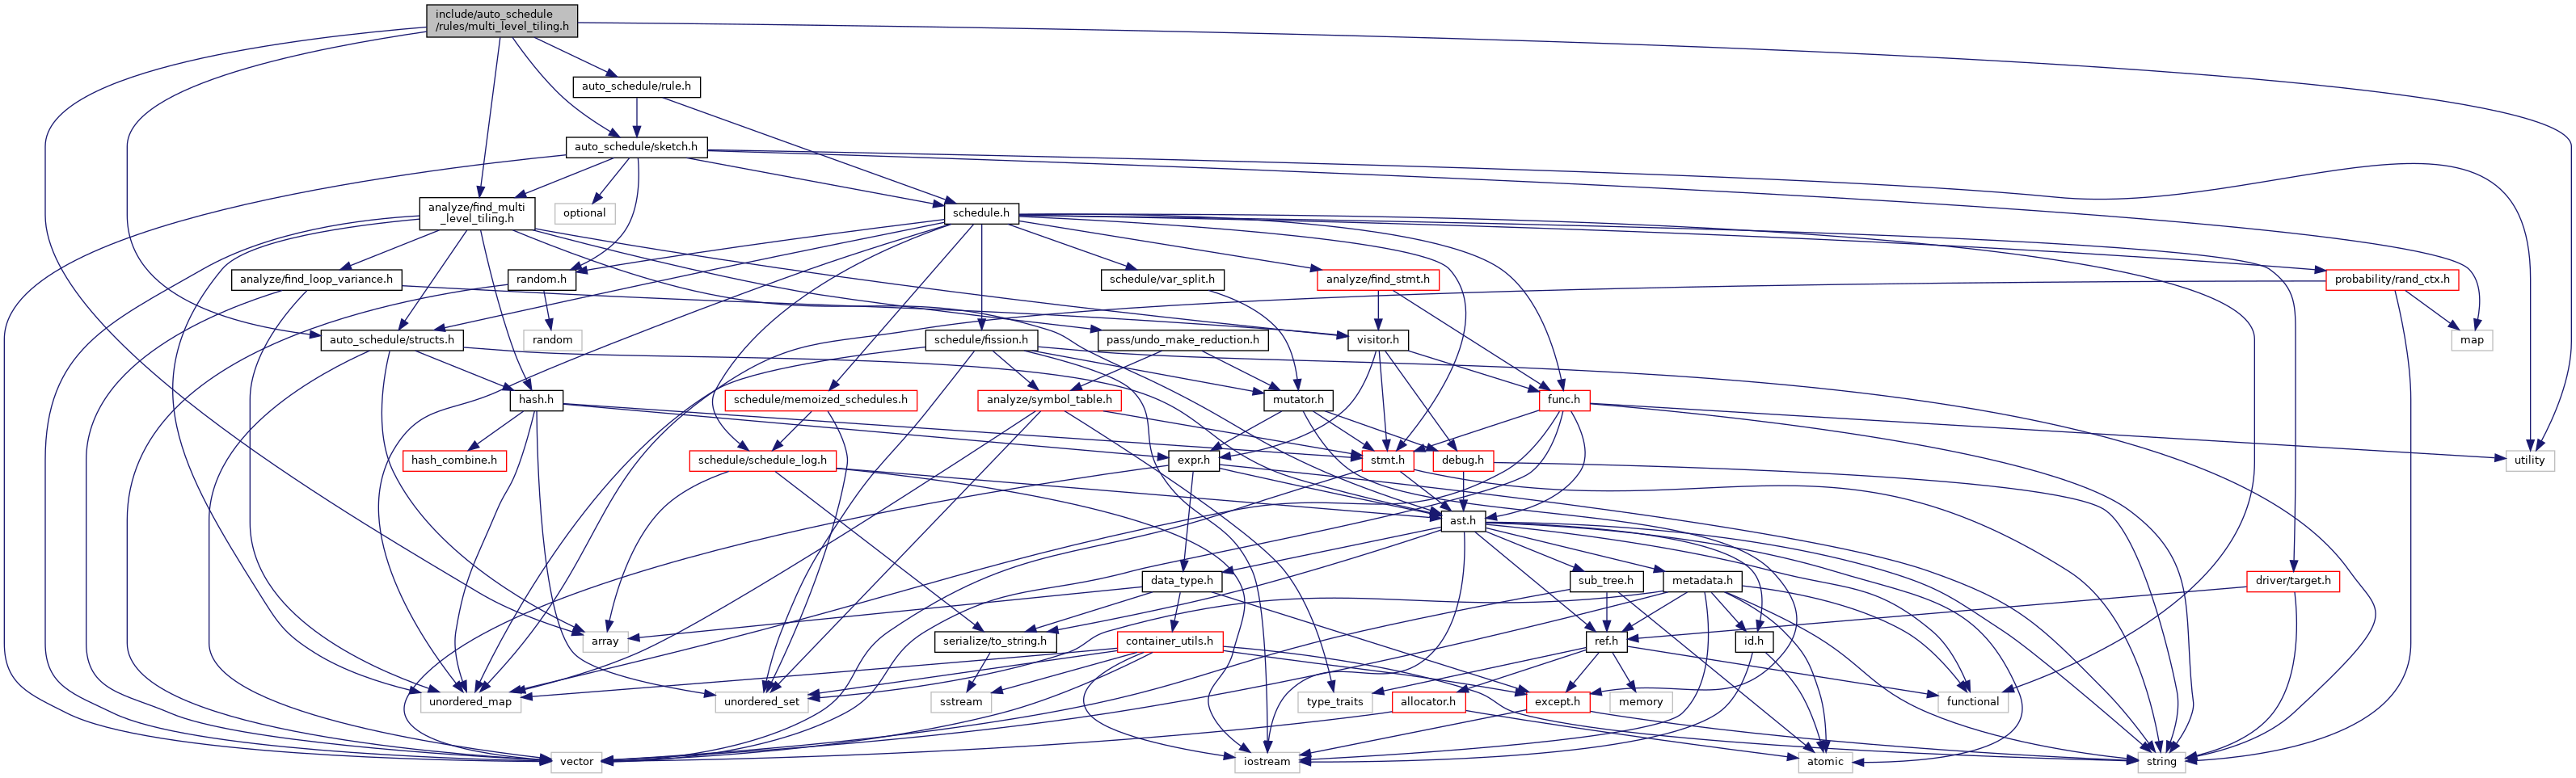 include/auto_schedule
/rules/multi_level_tiling.h
auto_schedule/rule.h
auto_schedule/sketch.h
analyze/find_multi
_level_tiling.h
optional
schedule.h
analyze/find_loop_variance.h
random.h
schedule/var_split.h
analyze/find_stmt.h
probability/rand_ctx.h
auto_schedule/structs.h
random
schedule/fission.h
pass/undo_make_reduction.h
visitor.h
map
hash.h
schedule/memoized_schedules.h
analyze/symbol_table.h
mutator.h
func.h
hash_combine.h
schedule/schedule_log.h
expr.h
stmt.h
debug.h
utility
ast.h
data_type.h
sub_tree.h
metadata.h
driver/target.h
array
serialize/to_string.h
container_utils.h
ref.h
id.h
unordered_map
unordered_set
sstream
type_traits
allocator.h
except.h
memory
functional
vector
iostream
atomic
string